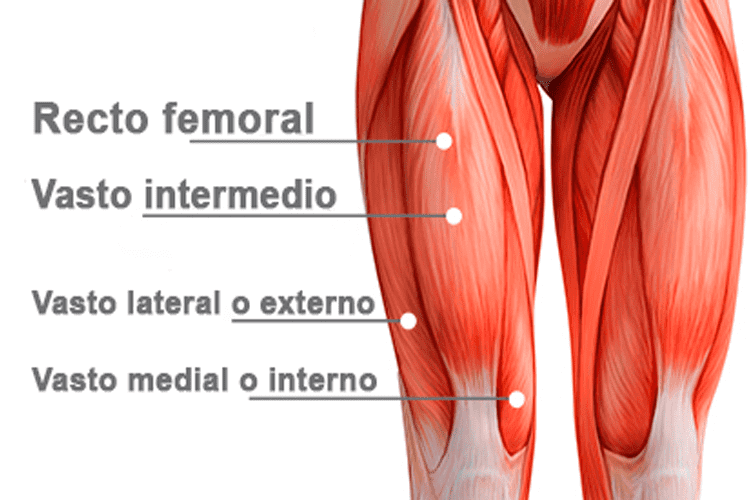 Recto femoral
Vasto intermedio
Vasto lateral o externo
Vasto medial o interno